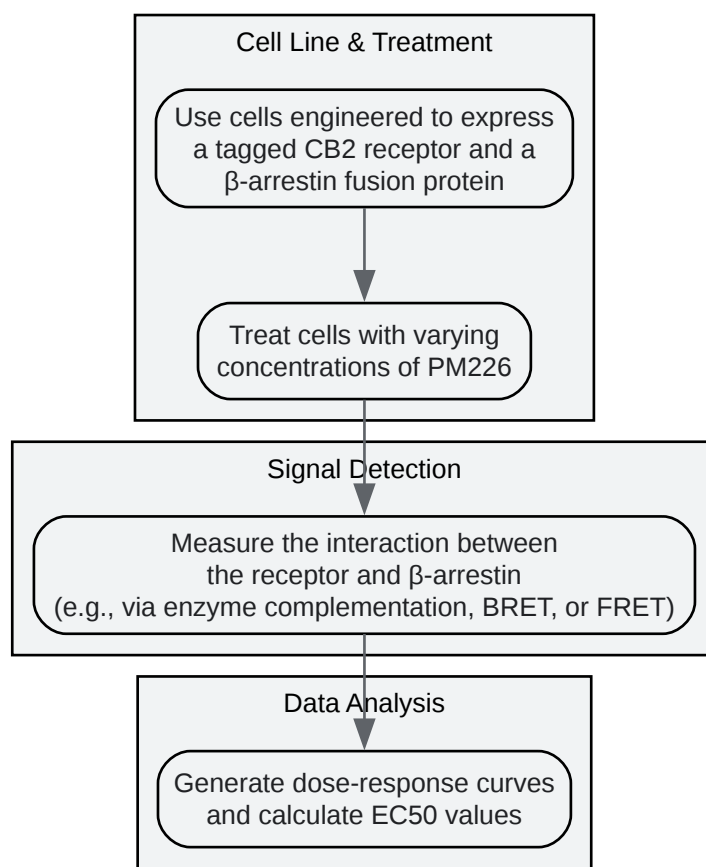 Cell Line & Treatment
Use cells engineered to express
a tagged CB2 receptor and a
β-arrestin fusion protein
Treat cells with varying
concentrations of PM226
Signal Detection
Measure the interaction between
the receptor and β-arrestin
(e.g., via enzyme complementation, BRET, or FRET)
Data Analysis
Generate dose-response curves
and calculate EC50 values